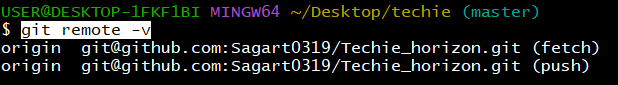 USER@DESKTOP-1FKF1BI MINGW64 ~/Desktop/techie (master)
$ git remote -v
origin  git@github.com:Sagart0319/Techie_horizon.git (fetch)
origin  git@github.com:Sagart0319/Techie_horizon.git (push)